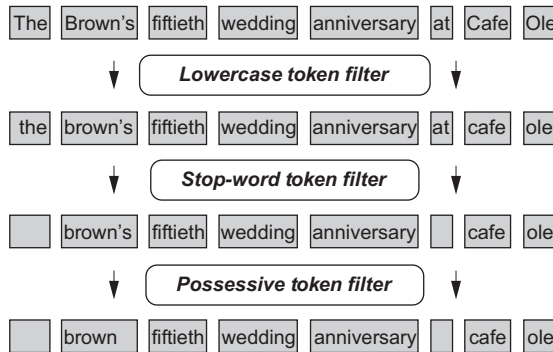 The Brown's fiftieth wedding anniversary at Cafe Ole
Lowercase token filter
the brown's fiftieth wedding anniversary at cafe ole
Stop-word token filter
brown's fiftieth wedding anniversary cafe ole
Possessive token filter
brown fiftieth wedding anniversary cafe ole